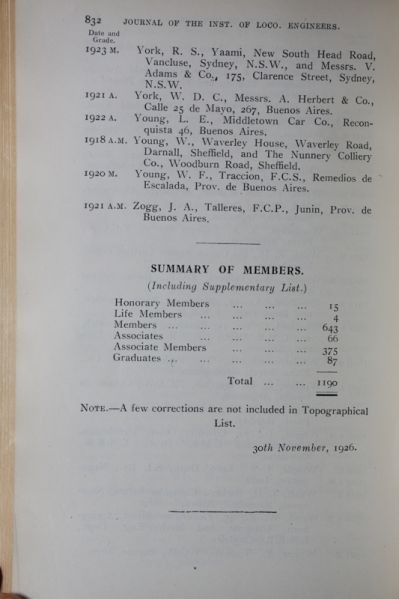 832 JOURNAL OF THE INST. OF LOCO. ENGINEERS.
Date and
Grade.
1923 M. York, R. S., Yaami, New South Head Road,
Vancluse, Sydney, N.S.W., and Messrs. V.
Adams & Co., 175, Clarence Street, Sydney,
N.S.W.
1921 A. York, W. D. C., Messrs. A. Herbert & Co.,
Calle 25 de Mayo, 267, Buenos Aires.
1922 A. Young, L. E., Middletown Car Co., Recon-
quista 46, Buenos Aires.
1918 A.M. Young, W., Waverley House, Waverley Road,
Darnall, Sheffield, and The Nunnery Colliery
Co., Woodburn Road, Sheffield.
1920 M. Young, W. F., Traccion, F.C.S., Remedios de
Escalada, Prov. de Buenos Aires.
1921 A.M. Zogg, J. A., Talleres, F.C.P., Junin, Prov. de
Buenos Aires.
SUMMARY OF MEMBERS.
(Including Supplementary List.)
Honorary Members ... ... ... 15
Life Members ... ... ... ... 4
Members ... ... ... ... ... 643
Associates ... ... ... ... 66
Associate Members ... ... ... 375
Graduates ... ... ... ... ... 87
Total ... ... 1190
NOTE.—A few corrections are not included in Topographical
List.
30th November, 1926.